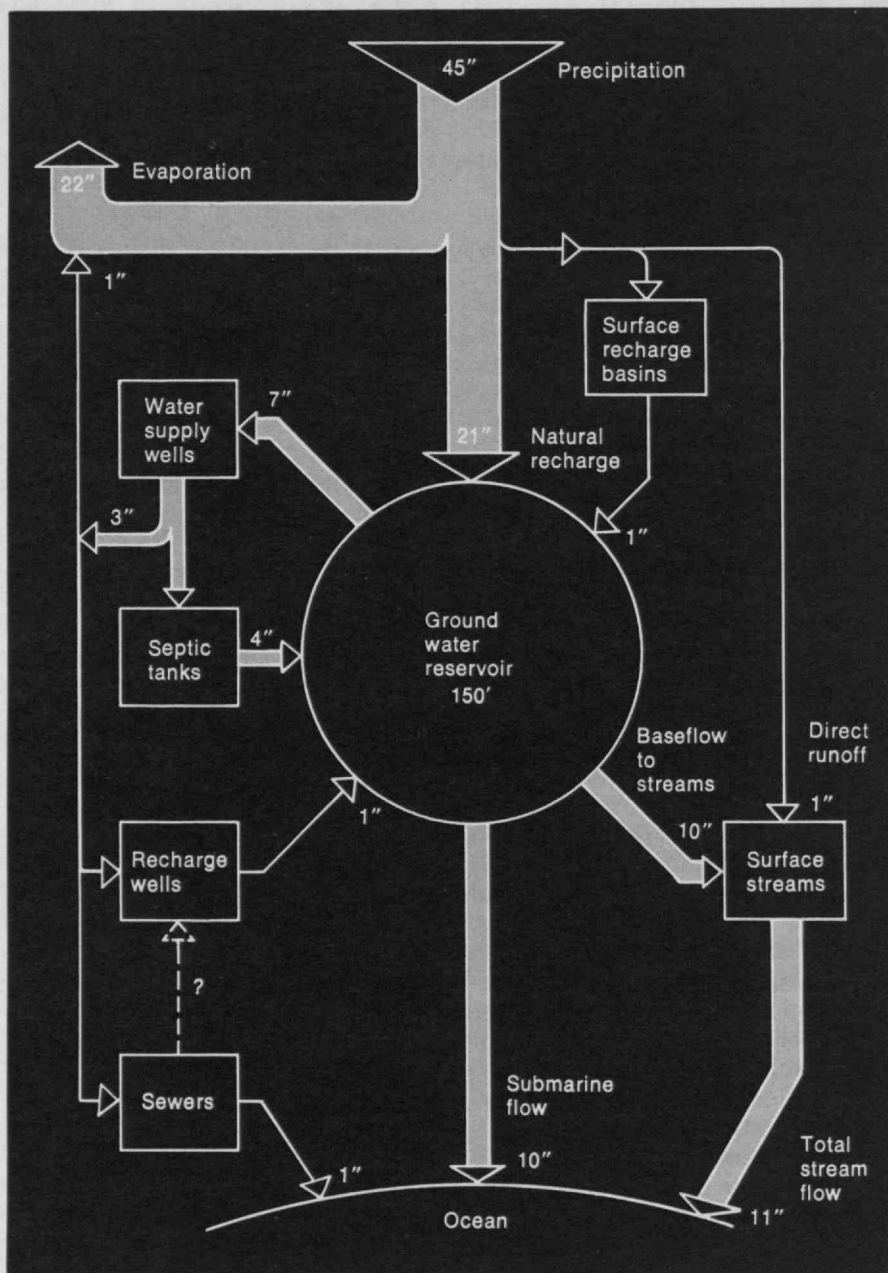 45″
Precipitation
Evaporation
22″
1″
Surface
recharge
basins
Water
supply
wells
7″
21″
Natural
recharge
3″
1″
Ground
water
reservoir
150′
Septic
tanks
4″
Baseflow
to
streams
Direct
runoff
1″
10″
1″
Recharge
wells
Surface
streams
?
Sewers
Submarine
flow
1″
10″
Total
stream
flow
11″
Ocean